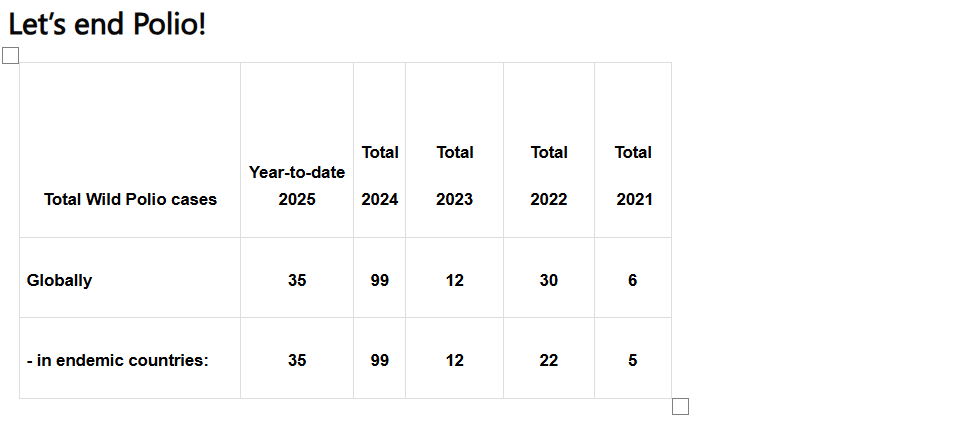 Let's end Polio!
Total Wild Polio cases Year-to-date 2025 Total 2024 Total 2023 Total 2022 Total 2021
Globally 35 99 12 30 6
- in endemic countries: 35 99 12 22 5